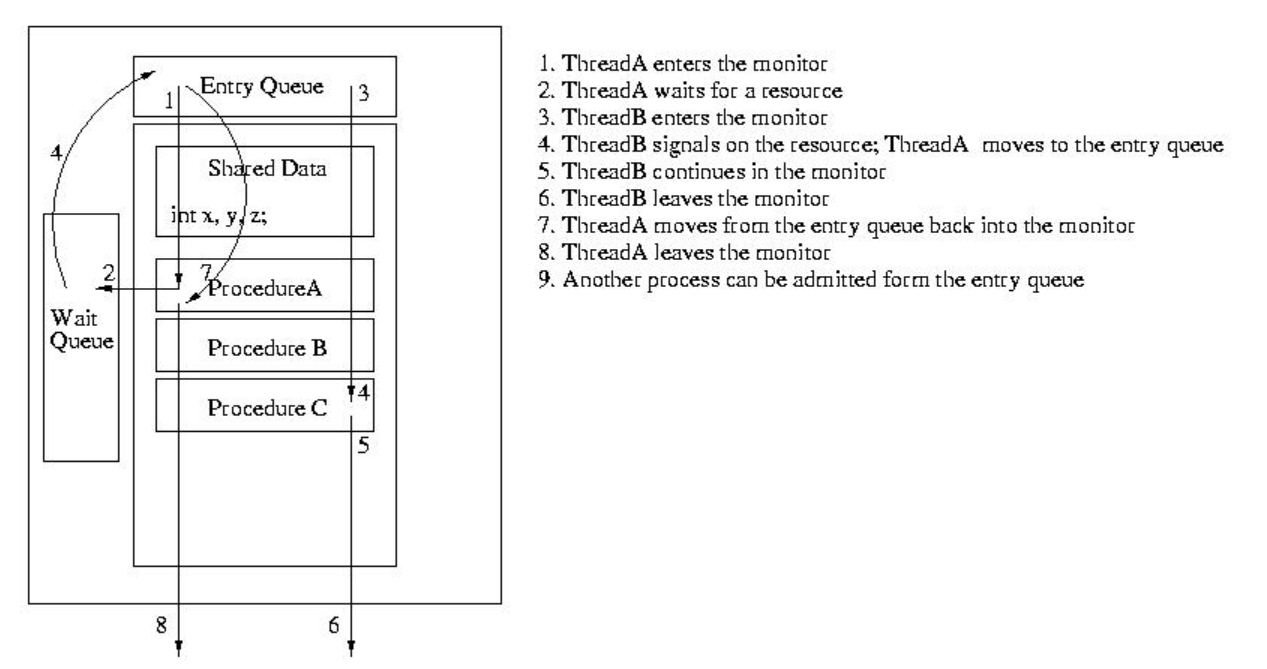 Entry Queue
1
3
4
Shared Data
int x, y, z;
2
7
ProcedureA
Wait
Queue
Procedure B
4
Procedure C
5
8
6
1. ThreadA enters the monitor
2. ThreadA waits for a resource
3. ThreadB enters the monitor
4. ThreadB signals on the resource; ThreadA moves to the entry queue
5. ThreadB continues in the monitor
6. ThreadB leaves the monitor
7. ThreadA moves from the entry queue back into the monitor
8. ThreadA leaves the monitor
9. Another process can be admitted form the entry queue